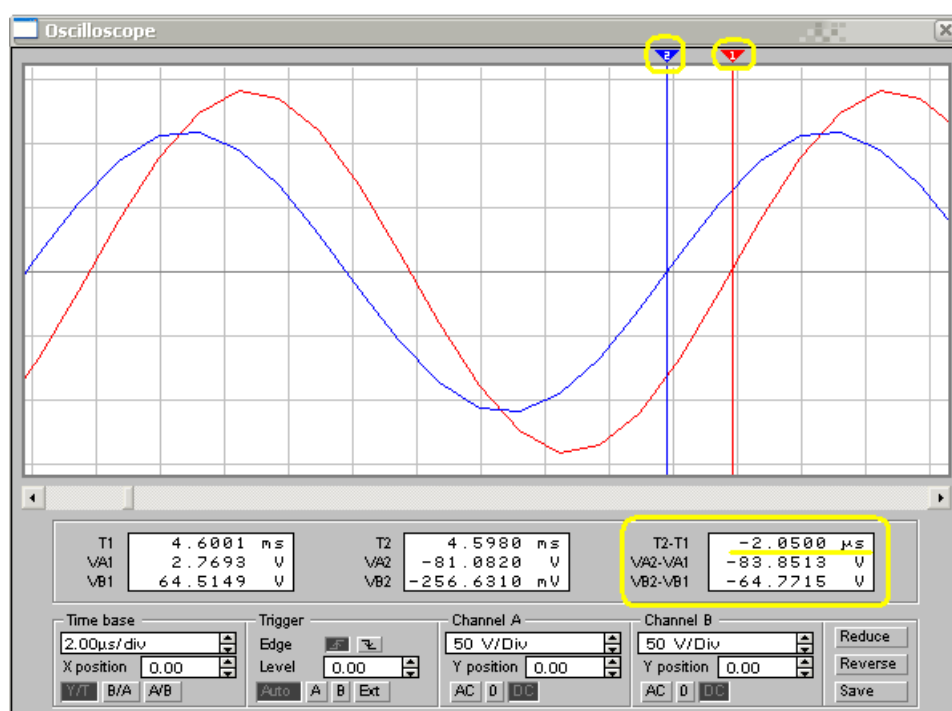 Oscilloscope
2 1
T1 4.6001 ms T2 4.5980 ms T2-T1 -2.0500 µs
VA1 2.7693 V VA2 -81.0820 V VA2-VA1 -83.8513 V
VB1 64.5149 V VB2 -256.6310 mV VB2-VB1 -64.7715 V
Time base Trigger Channel A Channel B
2.00µs/div Edge 50 V/Div 50 V/Div Reduce
X position 0.00 Level 0.00 Y position 0.00 Y position 0.00 Reverse
Y/T B/A A/B Auto A B Ext AC 0 DC AC 0 DC Save